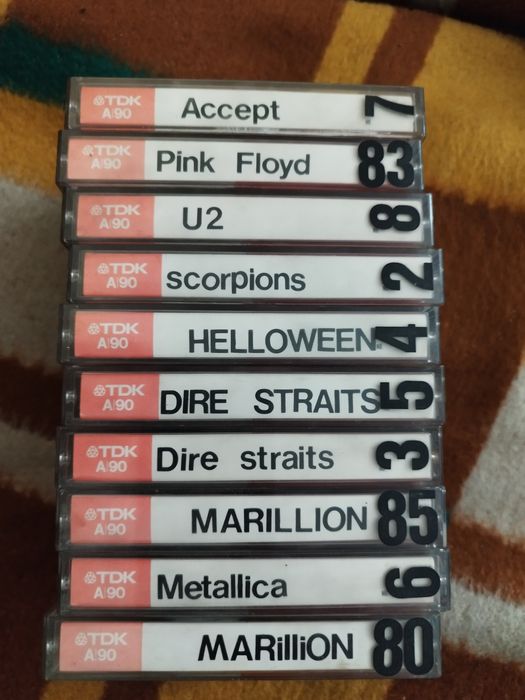 TDK A/90 Accept 7
TDK A/90 Pink Floyd 83
TDK A/90 U2 8
TDK A/90 scorpions 2
TDK A/90 HELLOWEEN 4
TDK A/90 DIRE STRAITS 5
TDK A/90 Dire straits 3
TDK A/90 MARILLION 85
TDK A/90 Metallica 6
TDK A/90 MARilliON 80